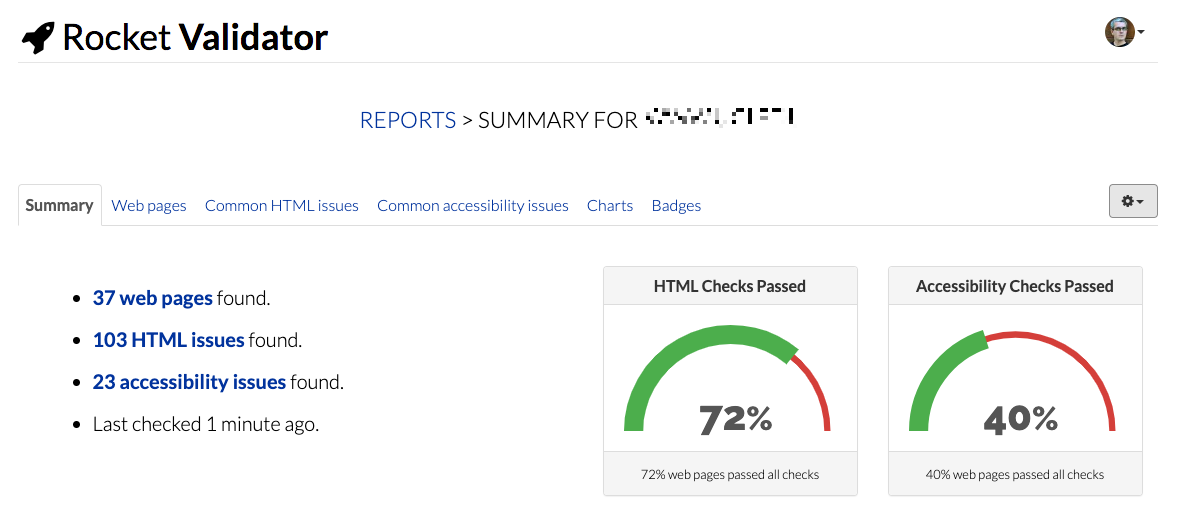 Rocket Validator
REPORTS > SUMMARY FOR
Summary Web pages Common HTML issues Common accessibility issues Charts Badges
37 web pages found.
103 HTML issues found.
23 accessibility issues found.
Last checked 1 minute ago.
HTML Checks Passed
72%
72% web pages passed all checks
Accessibility Checks Passed
40%
40% web pages passed all checks